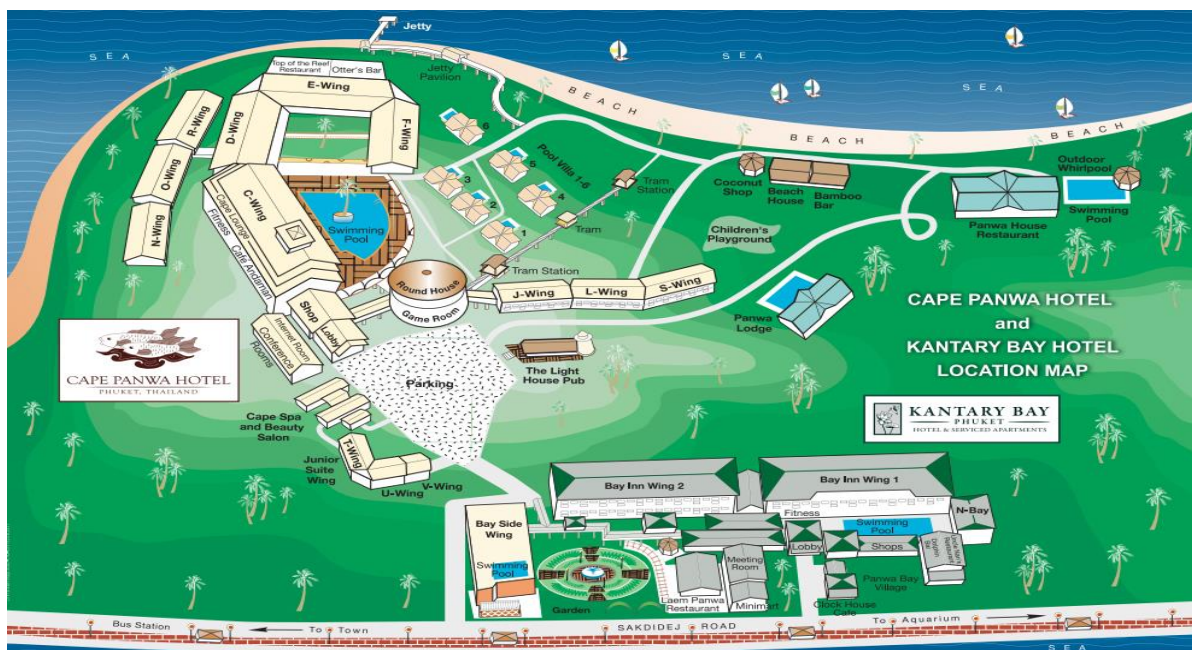 Jetty
SEA
SEA
SEA
Top of the Reef
Restaurant
Otter's Bar
Jetty
Pavilion
E-Wing
BEACH
BEACH
BEACH
R-Wing
D-Wing
F-Wing
6
5
4
3
2
1
Pool Villa 1-6
Tram
Station
Coconut
Shop
Beach
House
Bamboo
Bar
Outdoor
Whirlpool
Panwa House
Restaurant
Swimming
Pool
O-Wing
N-Wing
C-Wing
Cape Lounge
Fitness
Café Andaman
Swimming
Pool
Tram
Children's
Playground
Tram Station
Round House
Game Room
J-Wing
L-Wing
S-Wing
Panwa
Lodge
Shop
Lobby
Internet Room
Conference
Rooms
CAPE PANWA HOTEL
and
KANTARY BAY HOTEL
LOCATION MAP
CAPE PANWA HOTEL
PHUKET, THAILAND
Parking
The Light
House Pub
KANTARY BAY
PHUKET
HOTEL & SERVICED APARTMENTS
Cape Spa
and Beauty
Salon
T-Wing
Junior
Suite
Wing
U-Wing
V-Wing
Bay Inn Wing 2
Bay Inn Wing 1
Bay Side
Wing
Swimming
Pool
Fitness
Swimming
Pool
N-Bay
Lobby
Shops
Dolphin
Bar
Restaurant
Meeting
Room
Panwa Bay
Village
Garden
Laem Panwa
Restaurant
Minimart
Clock House
Cafe
Bus Station
To Town
SAKDIDEJ ROAD
To Aquarium
SEA